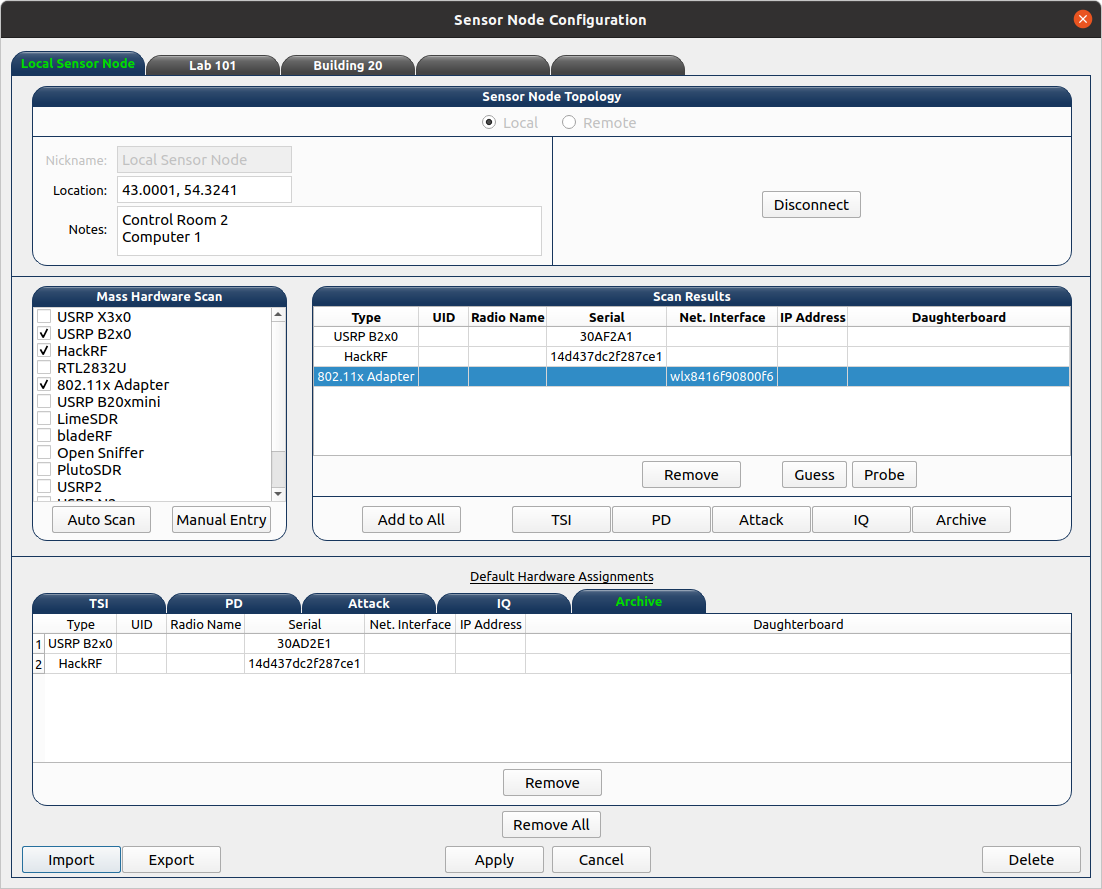 Sensor Node Configuration
Local Sensor Node Lab 101 Building 20
Sensor Node Topology
Local Remote
Nickname: Local Sensor Node
Location: 43.0001, 54.3241
Disconnect
Notes: Control Room 2
Computer 1
Mass Hardware Scan
USRP X3x0
USRP B2x0
HackRF
RTL2832U
802.11x Adapter
USRP B20xmini
LimeSDR
bladeRF
Open Sniffer
PlutoSDR
USRP2
Auto Scan Manual Entry
Scan Results
Type UID Radio Name Serial Net. Interface IP Address Daughterboard
USRP B2x0 30AF2A1
HackRF 14d437dc2f287ce1
802.11x Adapter wlx8416f90800f6
Remove Guess Probe
Add to All TSI PD Attack IQ Archive
Default Hardware Assignments
TSI PD Attack IQ Archive
Type UID Radio Name Serial Net. Interface IP Address Daughterboard
1 USRP B2x0 30AD2E1
2 HackRF 14d437dc2f287ce1
Remove
Remove All
Import Export Apply Cancel Delete